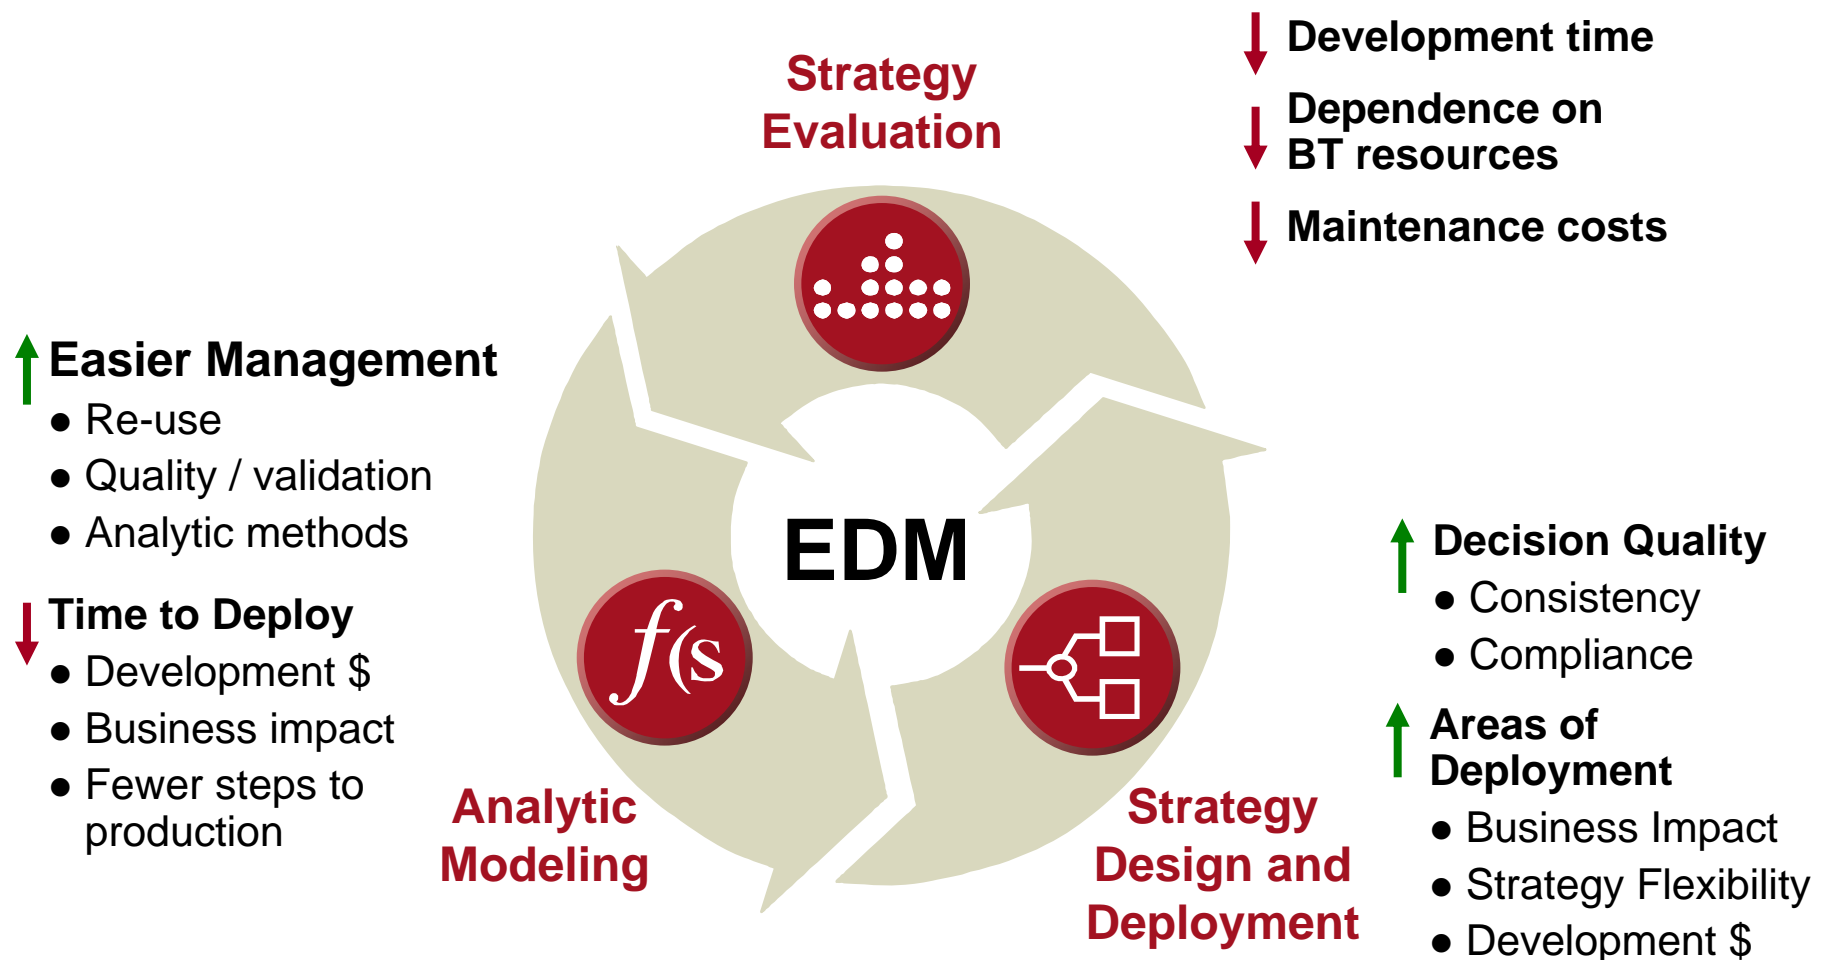 Strategy
Evaluation
Development time
Dependence on
BT resources
Maintenance costs
Easier Management
● Re-use
● Quality / validation
● Analytic methods
Time to Deploy
● Development $
● Business impact
● Fewer steps to
production
EDM
f(s
Analytic
Modeling
Strategy
Design and
Deployment
Decision Quality
● Consistency
● Compliance
Areas of
Deployment
● Business Impact
● Strategy Flexibility
● Development $